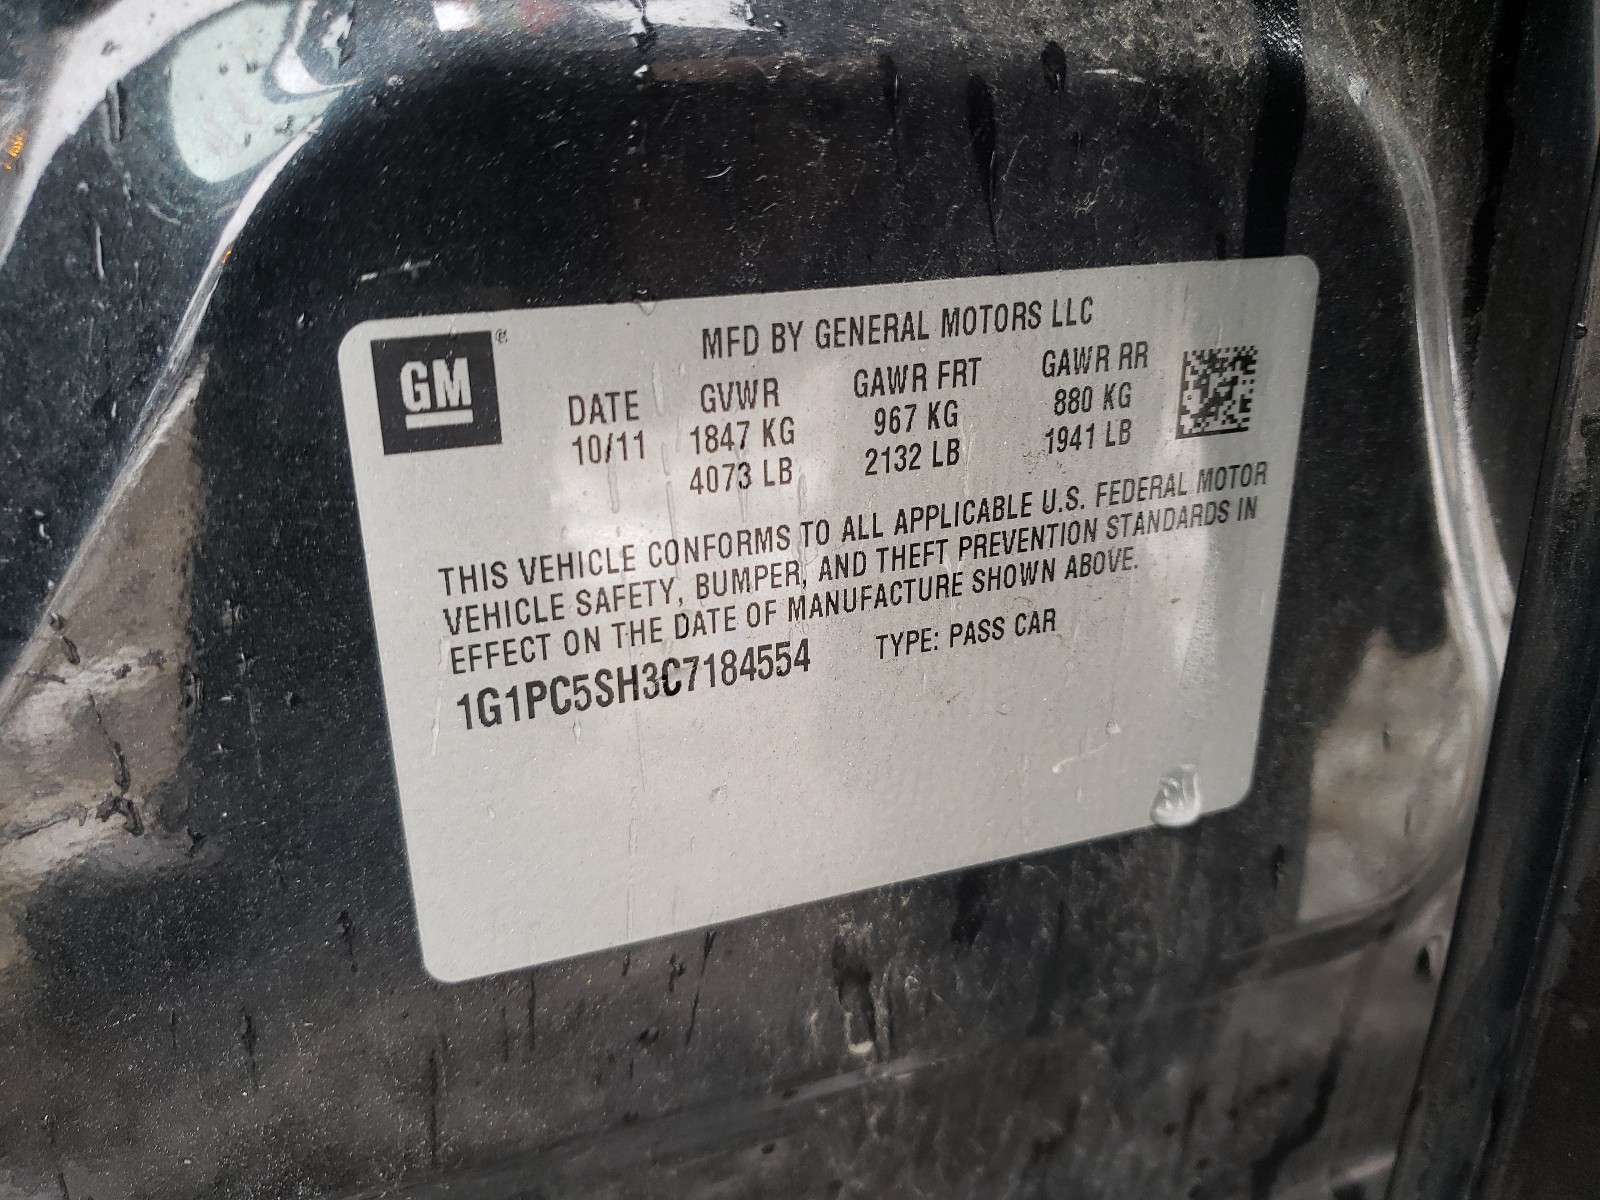 GM®
MFD BY GENERAL MOTORS LLC
DATE GVWR GAWR FRT GAWR RR
10/11 1847 KG 967 KG 880 KG
4073 LB 2132 LB 1941 LB
THIS VEHICLE CONFORMS TO ALL APPLICABLE U.S. FEDERAL MOTOR
VEHICLE SAFETY, BUMPER, AND THEFT PREVENTION STANDARDS IN
EFFECT ON THE DATE OF MANUFACTURE SHOWN ABOVE.
1G1PC5SH3C7184554 TYPE: PASS CAR